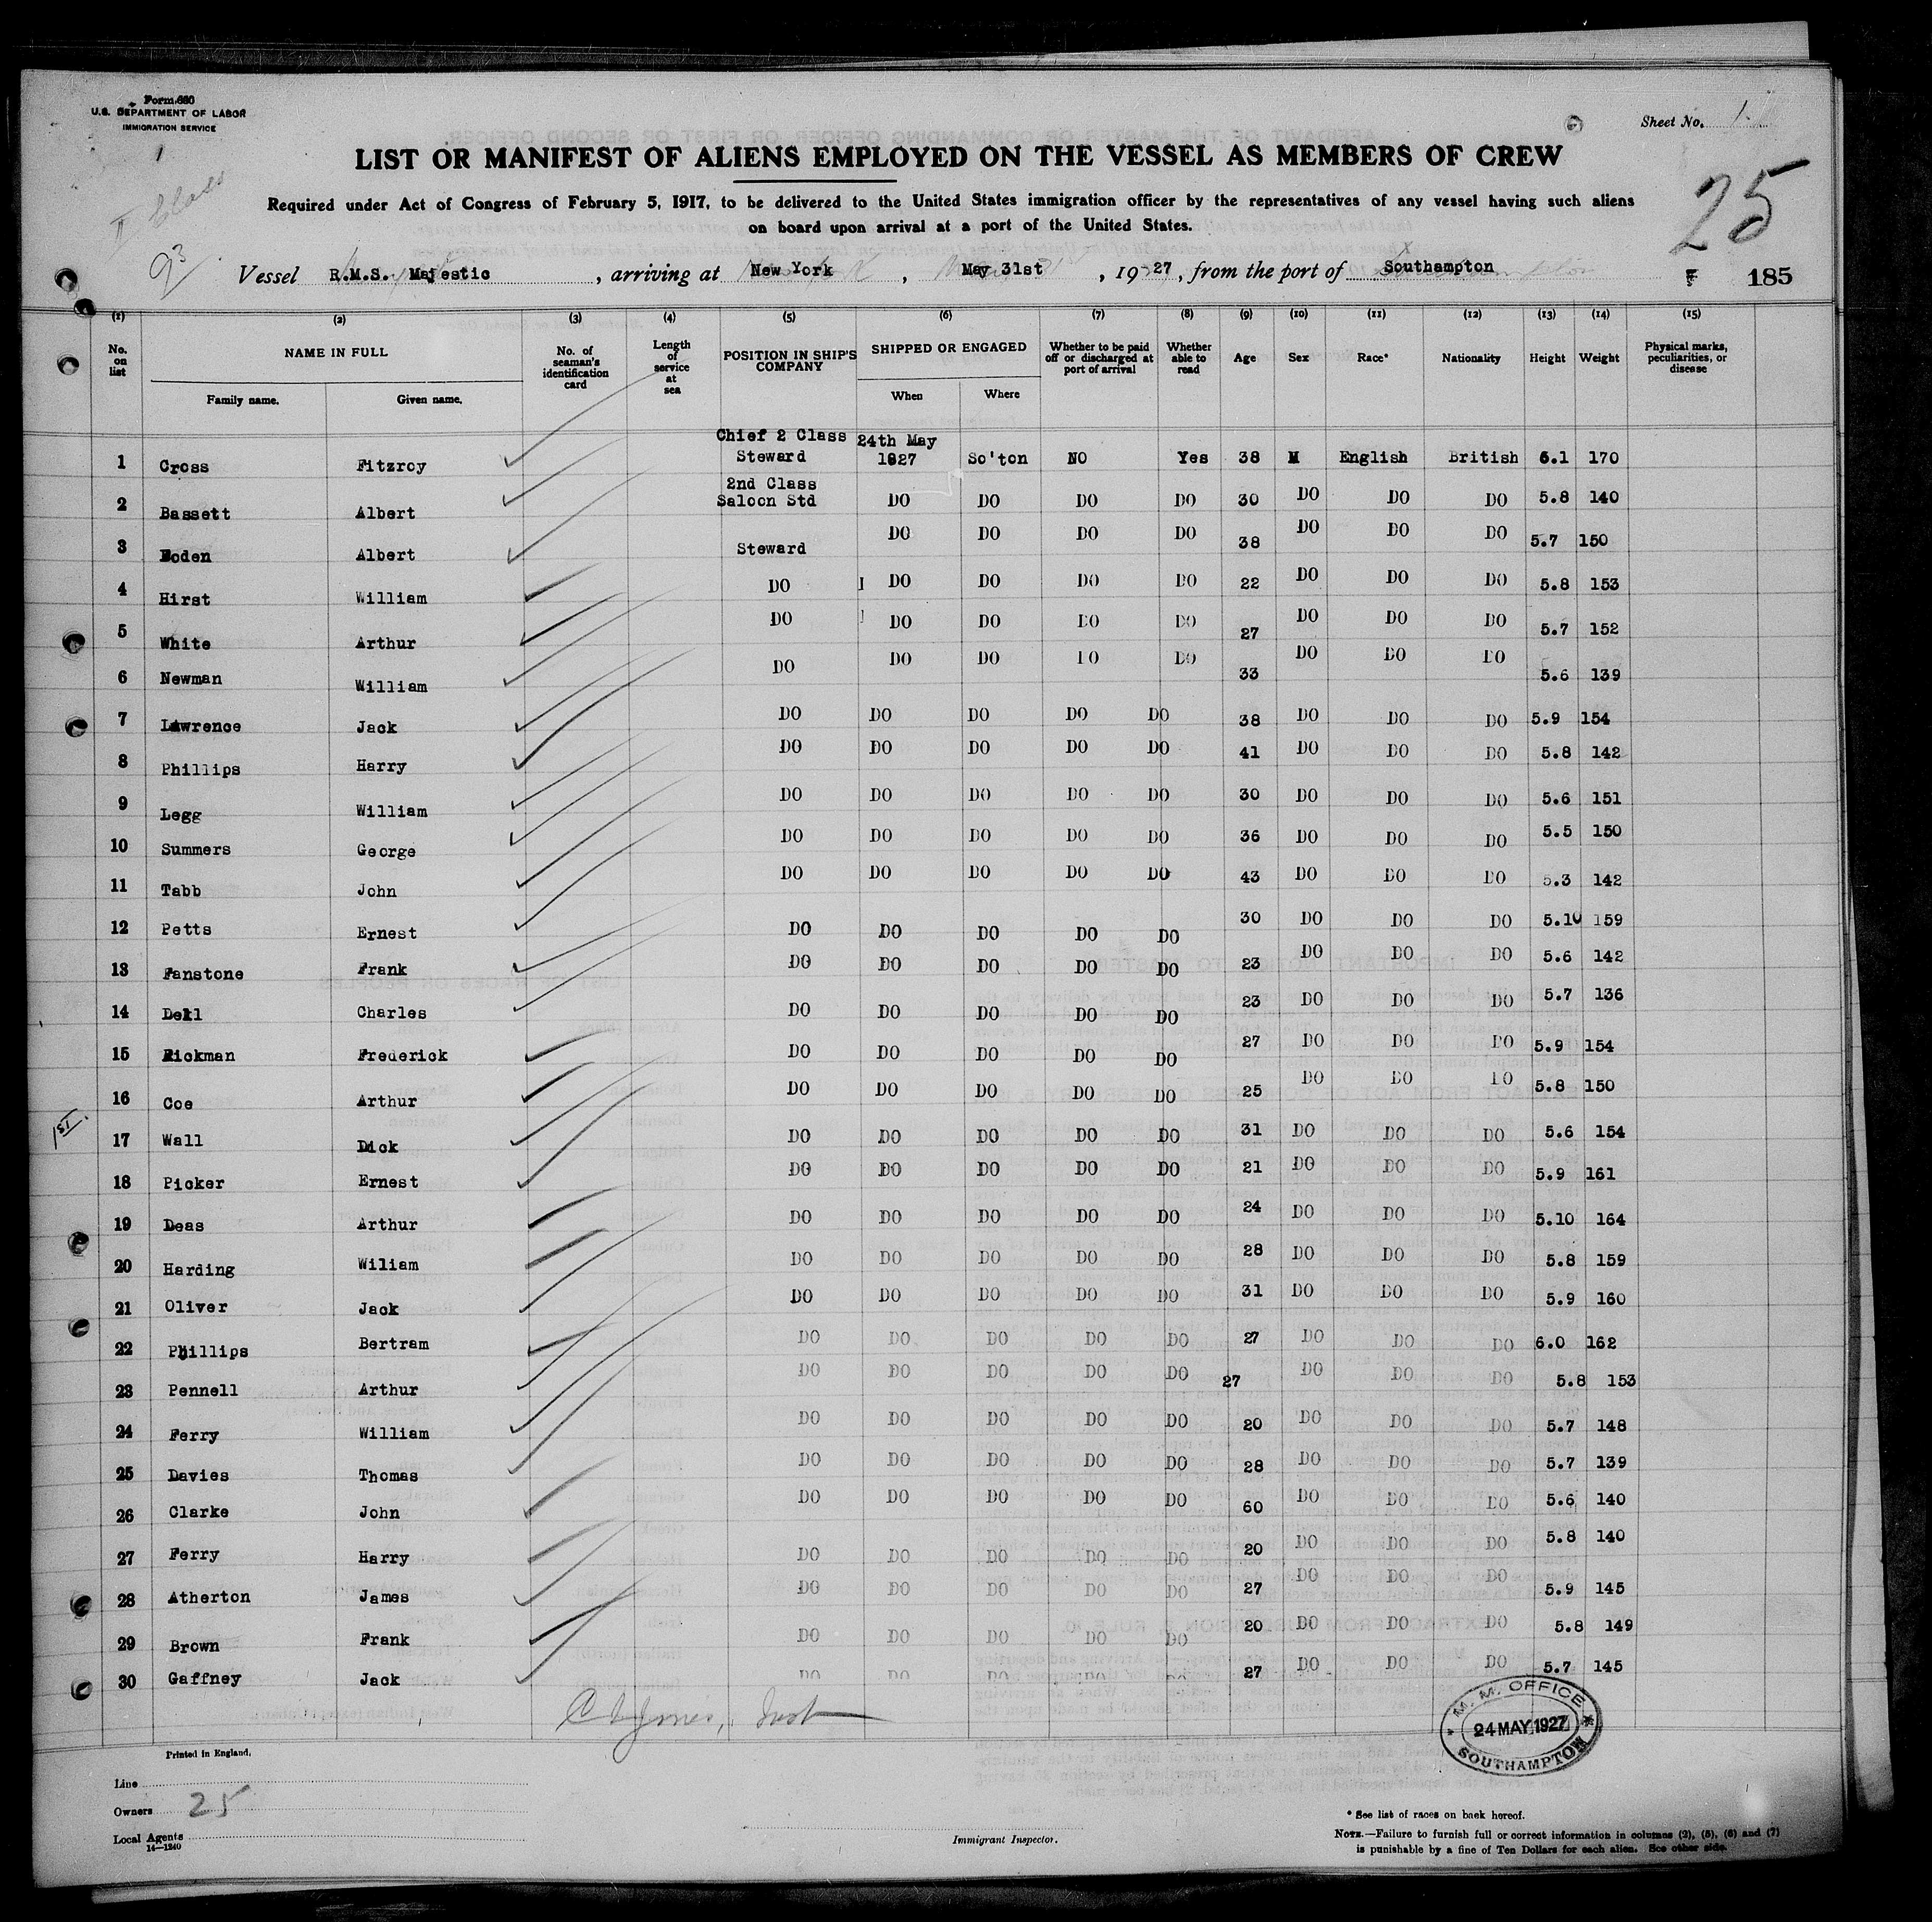 Form 680
U.S. DEPARTMENT OF LABOR
IMMIGRATION SERVICE
1
II Class
93
Sheet No. 1.
LIST OR MANIFEST OF ALIENS EMPLOYED ON THE VESSEL AS MEMBERS OF CREW
25
Required under Act of Congress of February 5, 1917, to be delivered to the United States immigration officer by the representatives of any vessel having such aliens
on board upon arrival at a port of the United States.
Vessel R.M.S. Majestic , arriving at New York , May 31st , 1927, from the port of Southampton
185
(1) (2) (3) (4) (5) (6) (7) (8) (9) (10) (11) (12) (13) (14) (15)
No. on list NAME IN FULL Family name. Given name. No. of seaman's identification card Length of service at sea POSITION IN SHIP'S COMPANY SHIPPED OR ENGAGED When Where Whether to be paid off or discharged at port of arrival Whether able to read Age Sex Race* Nationality Height Weight Physical marks, peculiarities, or disease
1 Cross Fitzroy Chief 2 Class Steward 24th May 1927 So'ton NO Yes 38 M English British 6.1 170
2 Bassett Albert 2nd Class Saloon Std DO DO DO DO 30 DO DO DO 5.8 140
3 Boden Albert Steward DO DO DO DO 38 DO DO DO 5.7 150
4 Hirst William DO DO DO DO DO 22 DO DO DO 5.8 153
5 White Arthur DO DO DO DO DO 27 DO DO DO 5.7 152
6 Newman William DO DO DO DO DO 33 DO DO DO 5.6 139
7 Lawrence Jack DO DO DO DO DO 38 DO DO DO 5.9 154
8 Phillips Harry DO DO DO DO DO 41 DO DO DO 5.8 142
9 Legg William DO DO DO DO DO 30 DO DO DO 5.6 151
10 Summers George DO DO DO DO DO 36 DO DO DO 5.5 150
11 Tabb John DO DO DO DO DO 43 DO DO DO 5.3 142
12 Petts Ernest DO DO DO DO DO 30 DO DO DO 5.10 159
13 Fanstone Frank DO DO DO DO DO 23 DO DO DO 5.6 142
14 Dell Charles DO DO DO DO DO 23 DO DO DO 5.7 136
15 Rickman Frederick DO DO DO DO DO 27 DO DO DO 5.9 154
16 Coe Arthur DO DO DO DO DO 25 DO DO DO 5.8 150
1st.
17 Wall Dick DO DO DO DO DO 31 DO DO DO 5.6 154
18 Picker Ernest DO DO DO DO DO 21 DO DO DO 5.9 161
19 Deas Arthur DO DO DO DO DO 24 DO DO DO 5.10 164
20 Harding Wiliam DO DO DO DO DO 28 DO DO DO 5.8 159
21 Oliver Jack DO DO DO DO DO 31 DO DO DO 5.9 160
22 Phillips Bertram DO DO DO DO DO 27 DO DO DO 6.0 162
23 Pennell Arthur DO DO DO DO DO 27 DO DO DO 5.8 153
24 Ferry William DO DO DO DO DO 20 DO DO DO 5.7 148
25 Davies Thomas DO DO DO DO DO 28 DO DO DO 5.7 139
26 Clarke John DO DO DO DO DO 60 DO DO DO 5.6 140
27 Ferry Harry DO DO DO DO DO 20 DO DO DO 5.8 140
28 Atherton James DO DO DO DO DO 27 DO DO DO 5.9 145
29 Brown Frank DO DO DO DO DO 20 DO DO DO 5.8 149
30 Gaffney Jack DO DO DO DO DO 27 DO DO DO 5.7 145
M. M. OFFICE
24 MAY 1927
SOUTHAMPTON
Printed in England.
Line
Owners 25
Local Agents
14—1240
Immigrant Inspector.
* See list of races on back hereof.
NOTE.—Failure to furnish full or correct information in columns (2), (5), (6) and (7)
is punishable by a fine of Ten Dollars for each alien. See other side.